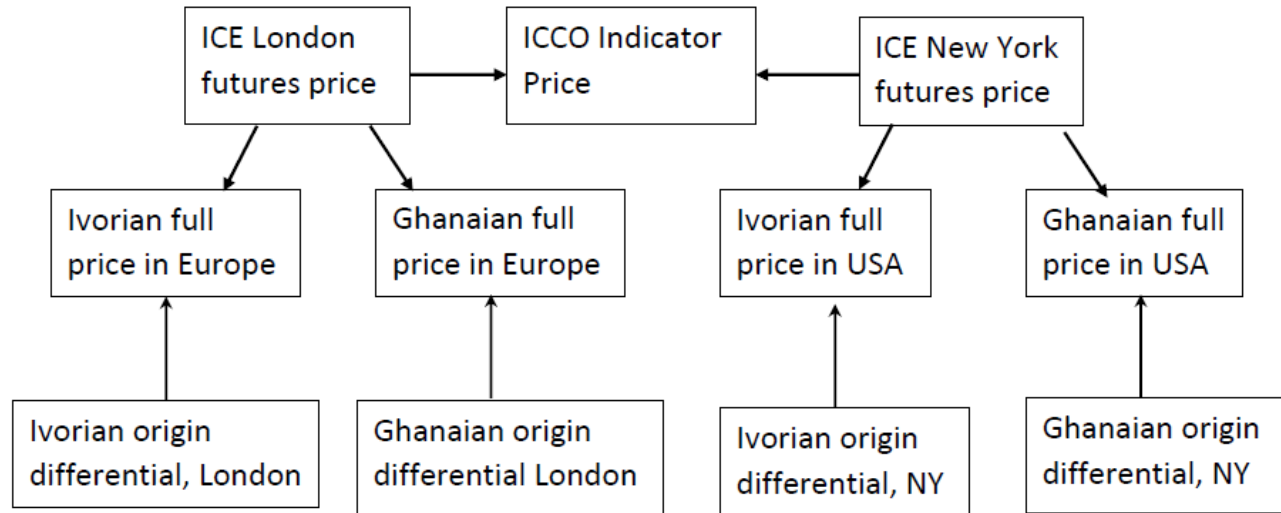 ICE London
futures price
ICCO Indicator
Price
ICE New York
futures price
Ivorian full
price in Europe
Ghanaian full
price in Europe
Ivorian full
price in USA
Ghanaian full
price in USA
Ivorian origin
differential, London
Ghanaian origin
differential London
Ivorian origin
differential, NY
Ghanaian origin
differential, NY